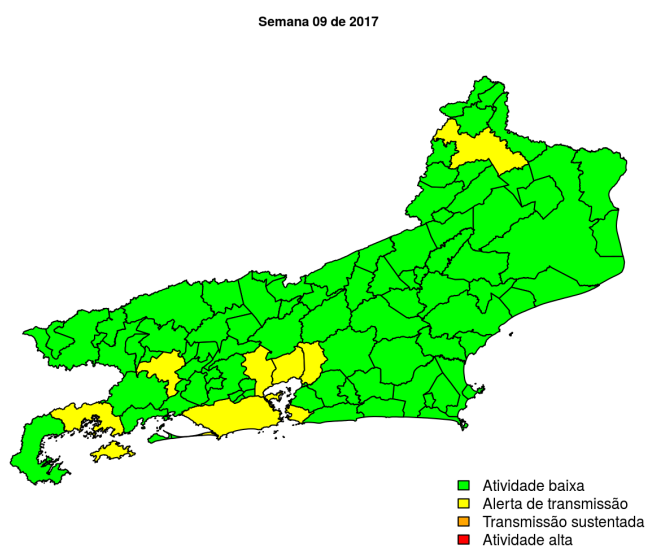 Semana 09 de 2017
Atividade baixa
Alerta de transmissão
Transmissão sustentada
Atividade alta